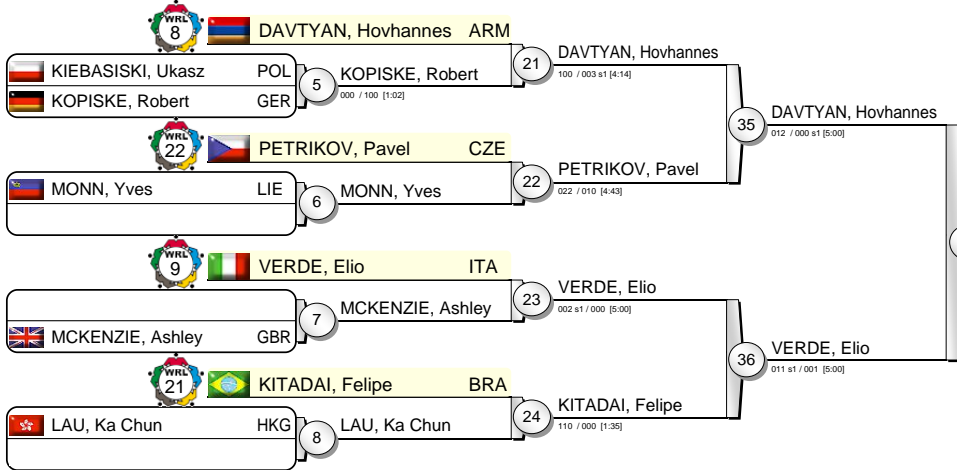 WRL
8
DAVTYAN, Hovhannes ARM
KIEBASISKI, Ukasz POL
KOPISKE, Robert GER
5
KOPISKE, Robert
000 / 100 [1:02]
21
DAVTYAN, Hovhannes
100 / 003 s1 [4:14]
WRL
22
PETRIKOV, Pavel CZE
MONN, Yves LIE
6
MONN, Yves
22
PETRIKOV, Pavel
022 / 010 [4:43]
35
DAVTYAN, Hovhannes
012 / 000 s1 [5:00]
WRL
9
VERDE, Elio ITA
MCKENZIE, Ashley GBR
7
MCKENZIE, Ashley
23
VERDE, Elio
002 s1 / 000 [5:00]
WRL
21
KITADAI, Felipe BRA
LAU, Ka Chun HKG
8
LAU, Ka Chun
24
KITADAI, Felipe
110 / 000 [1:35]
36
VERDE, Elio
011 s1 / 001 [5:00]